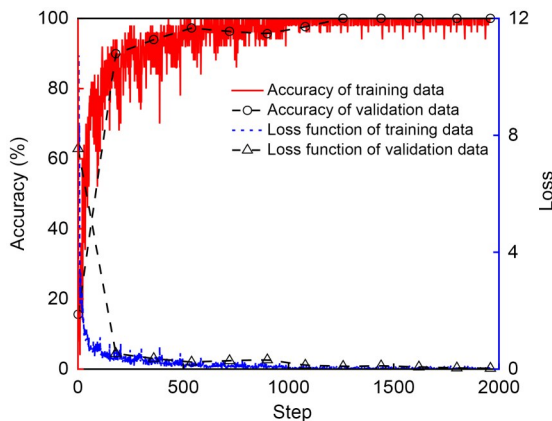 100
80
60
40
20
0
Accuracy (%)
12
8
4
0
Loss
Accuracy of training data
Accuracy of validation data
Loss function of training data
Loss function of validation data
0 500 1000 1500 2000
Step